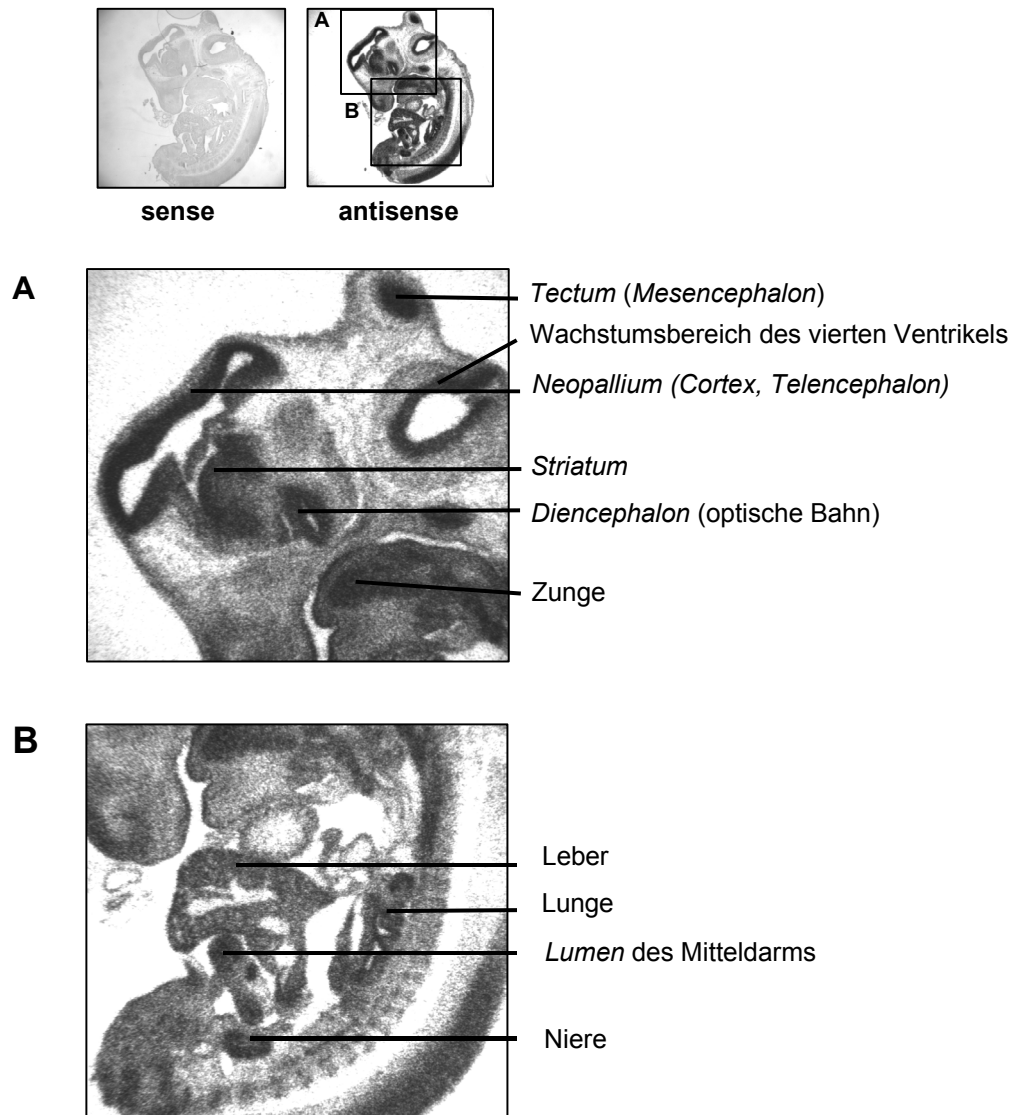 A
B
sense
antisense
A
Tectum (Mesencephalon)
Wachstumsbereich des vierten Ventrikels
Neopallium (Cortex, Telencephalon)
Striatum
Diencephalon (optische Bahn)
Zunge
B
Leber
Lunge
Lumen des Mitteldarms
Niere